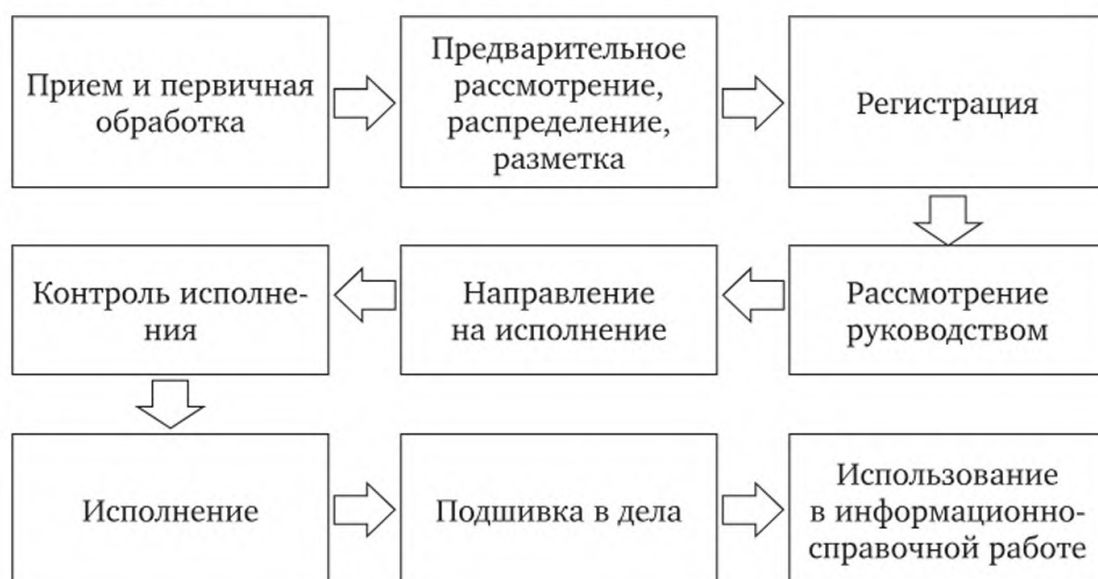 Прием и первичная
обработка
Предварительное
рассмотрение,
распределение,
разметка
Регистрация
Рассмотрение
руководством
Направление
на исполнение
Контроль исполне-
ния
Исполнение
Подшивка в дела
Использование
в информационно-
справочной работе